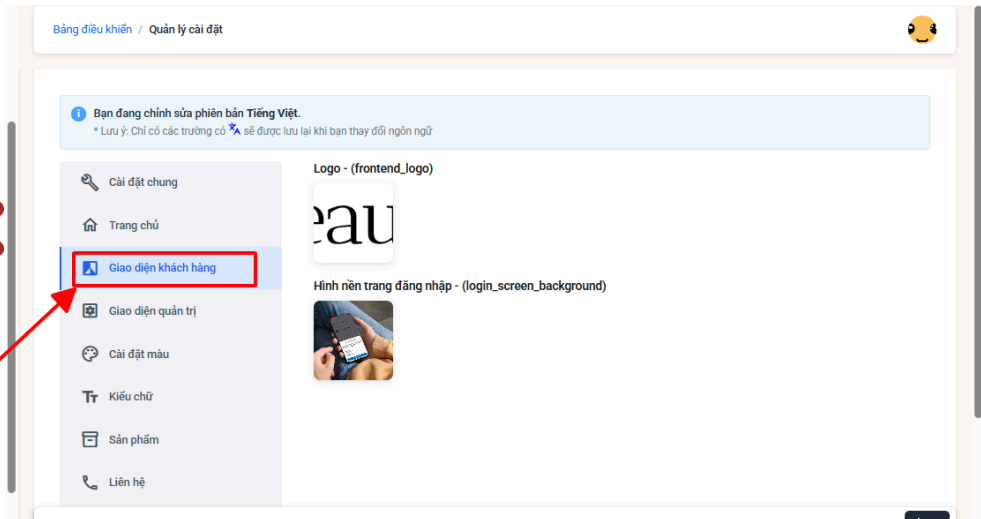 Bảng điều khiển / Quản lý cài đặt
Bạn đang chỉnh sửa phiên bản Tiếng Việt.
* Lưu ý: Chỉ có các trường có sẽ được lưu lại khi bạn thay đổi ngôn ngữ
Cài đặt chung
Trang chủ
Giao diện khách hàng
Giao diện quản trị
Cài đặt màu
Kiểu chữ
Sản phẩm
Liên hệ
Logo - (frontend_logo)
eau
Hình nền trang đăng nhập - (login_screen_background)